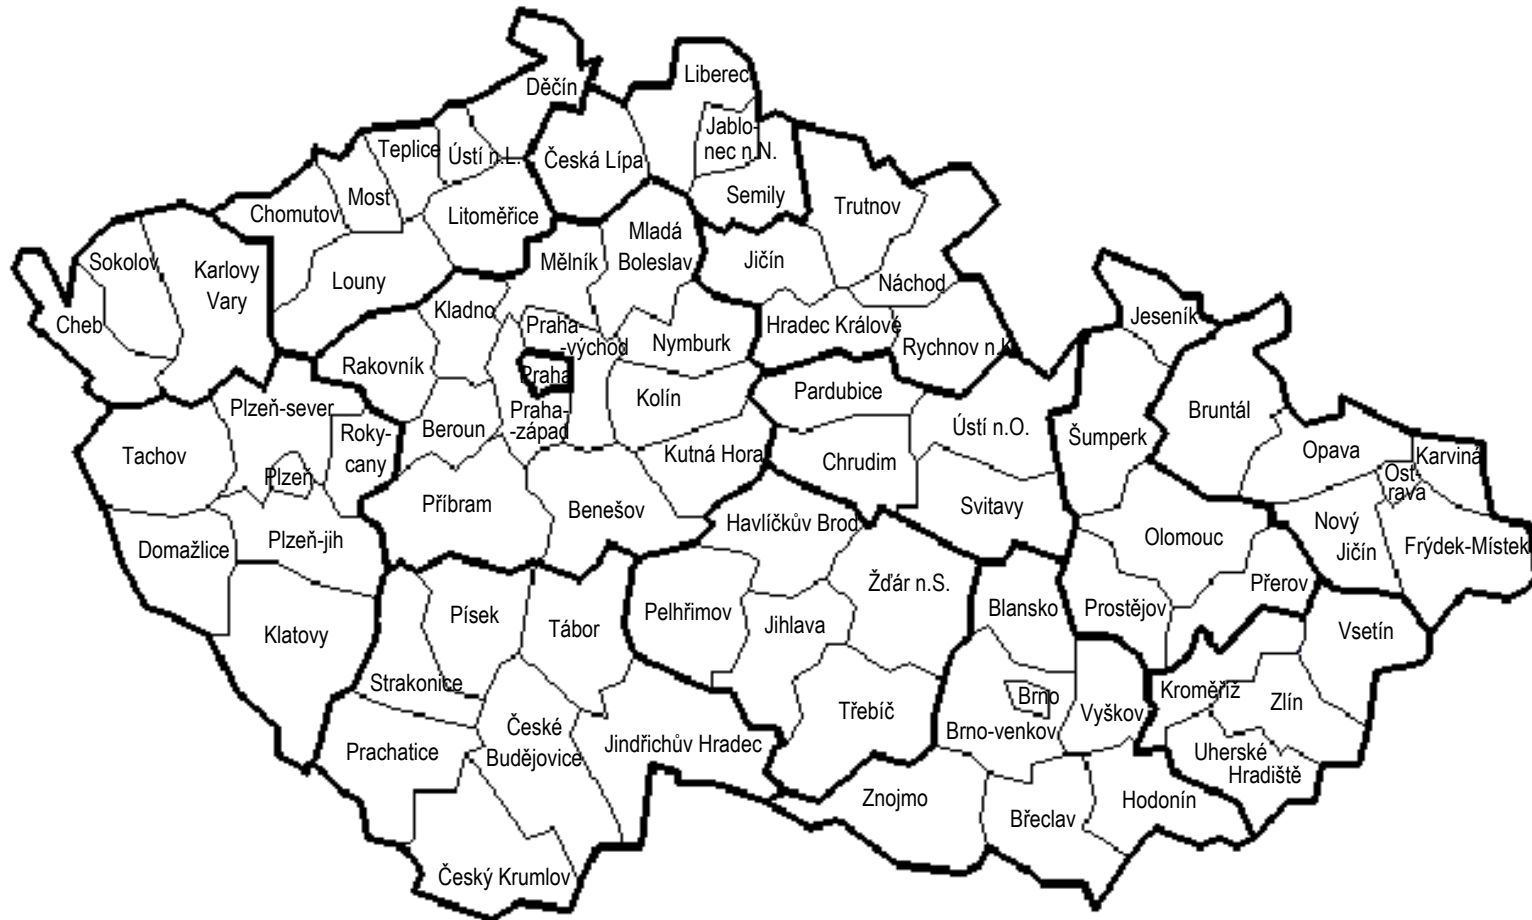 Děčín
Liberec
Jablo-
nec n.N.
Teplice
Ústí n.L.
Česká Lípa
Most
Semily
Chomutov
Litoměřice
Trutnov
Mladá
Boleslav
Sokolov
Karlovy
Vary
Mělník
Jičín
Louny
Náchod
Cheb
Kladno
Praha-
-východ
Hradec Králové
Jeseník
Nymburk
Rychnov n.K.
Rakovník
Praha
Kolín
Pardubice
Plzeň-sever
Praha-
-západ
Bruntál
Roky-
cany
Beroun
Ústí n.O.
Šumperk
Tachov
Kutná Hora
Chrudim
Opava
Karviná
Plzeň
Ost-
rava
Příbram
Benešov
Svitavy
Havlíčkův Brod
Nový
Jičín
Olomouc
Frýdek-Místek
Domažlice
Plzeň-jih
Žďár n.S.
Přerov
Písek
Pelhřimov
Blansko
Prostějov
Klatovy
Tábor
Jihlava
Vsetín
Strakonice
Brno
Kroměříž
Zlín
Třebíč
Vyškov
České
Budějovice
Brno-venkov
Prachatice
Jindřichův Hradec
Uherské
Hradiště
Znojmo
Hodonín
Břeclav
Český Krumlov